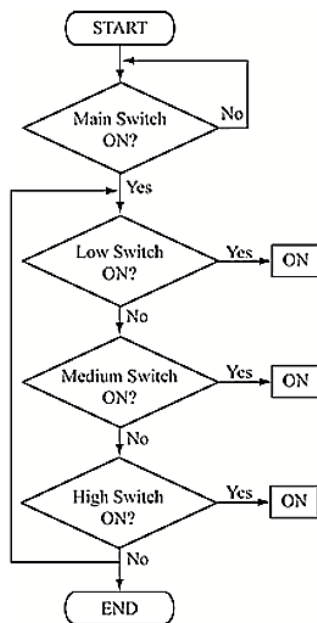 START
No
Main Switch
ON?
Yes
Low Switch
ON?
Yes
ON
No
Medium Switch
ON?
Yes
ON
No
High Switch
ON?
Yes
ON
No
END